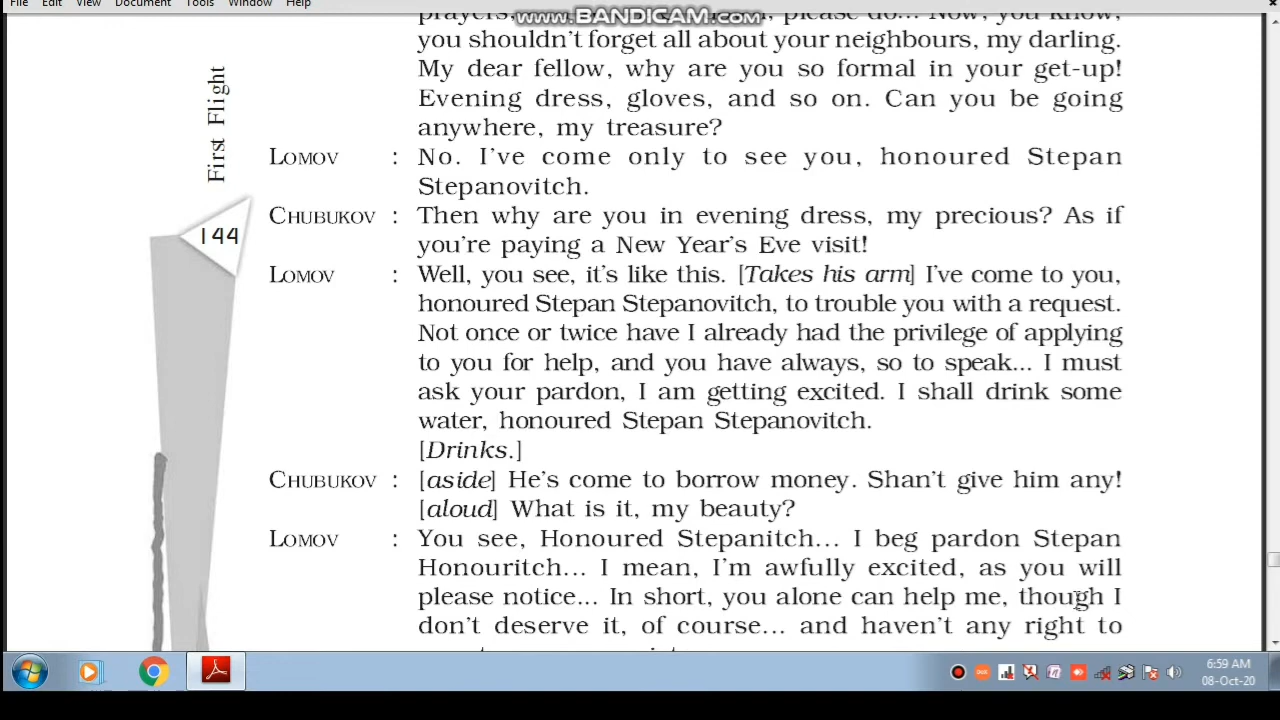 File Edit View Document Tools Window Help
www.BANDICAM.com
prayers, please do... Now, you know,
you shouldn't forget all about your neighbours, my darling.
My dear fellow, why are you so formal in your get-up!
Evening dress, gloves, and so on. Can you be going
anywhere, my treasure?
First Flight
LOMOV : No. I've come only to see you, honoured Stepan
Stepanovitch.
144
CHUBUKOV : Then why are you in evening dress, my precious? As if
you're paying a New Year's Eve visit!
LOMOV : Well, you see, it's like this. [Takes his arm] I've come to you,
honoured Stepan Stepanovitch, to trouble you with a request.
Not once or twice have I already had the privilege of applying
to you for help, and you have always, so to speak... I must
ask your pardon, I am getting excited. I shall drink some
water, honoured Stepan Stepanovitch.
[Drinks.]
CHUBUKOV : [aside] He's come to borrow money. Shan't give him any!
[aloud] What is it, my beauty?
LOMOV : You see, Honoured Stepanitch... I beg pardon Stepan
Honouritch... I mean, I'm awfully excited, as you will
please notice... In short, you alone can help me, though I
don't deserve it, of course... and haven't any right to
6:59 AM
08-Oct-20